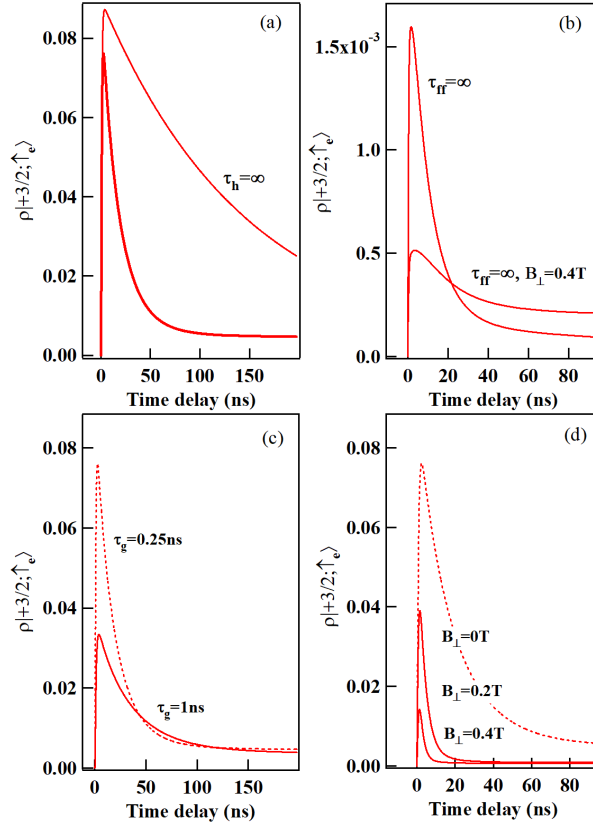 (a)
ρ|+3/2;↑e⟩
0.08
0.06
0.04
0.02
0.00
τh=∞
0
50
100
150
Time delay (ns)
(b)
ρ|+3/2;↑e⟩
1.5x10-3
1.0
0.5
0.0
τff=∞
τff=∞, B⊥=0.4T
0
20
40
60
80
Time delay (ns)
(c)
ρ|+3/2;↑e⟩
0.08
0.06
0.04
0.02
0.00
τg=0.25ns
τg=1ns
0
50
100
150
Time delay (ns)
(d)
ρ|+3/2;↑e⟩
0.08
0.06
0.04
0.02
0.00
B⊥=0T
B⊥=0.2T
B⊥=0.4T
0
20
40
60
80
Time delay (ns)